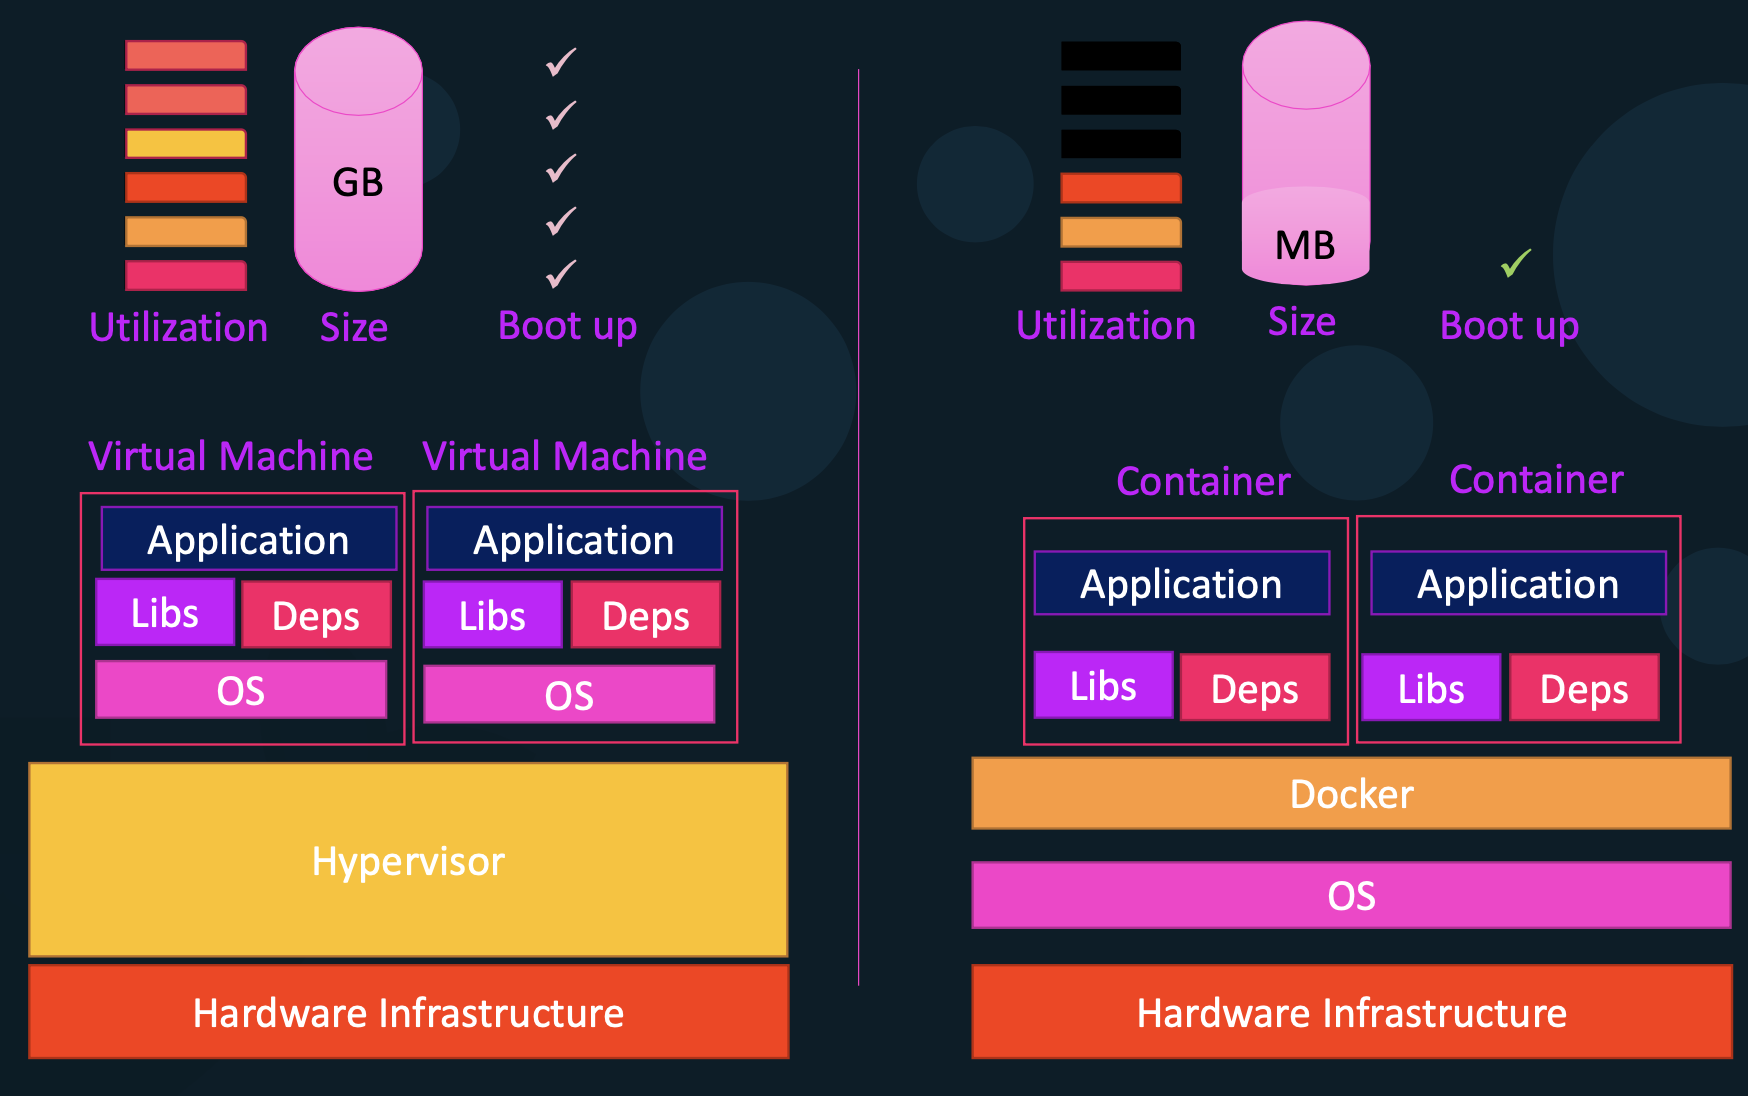 GB
Utilization
Size
Boot up
Virtual Machine
Virtual Machine
Application
Libs
Deps
OS
Application
Libs
Deps
OS
Hypervisor
Hardware Infrastructure
MB
Utilization
Size
Boot up
Container
Container
Application
Libs
Deps
Application
Libs
Deps
Docker
OS
Hardware Infrastructure